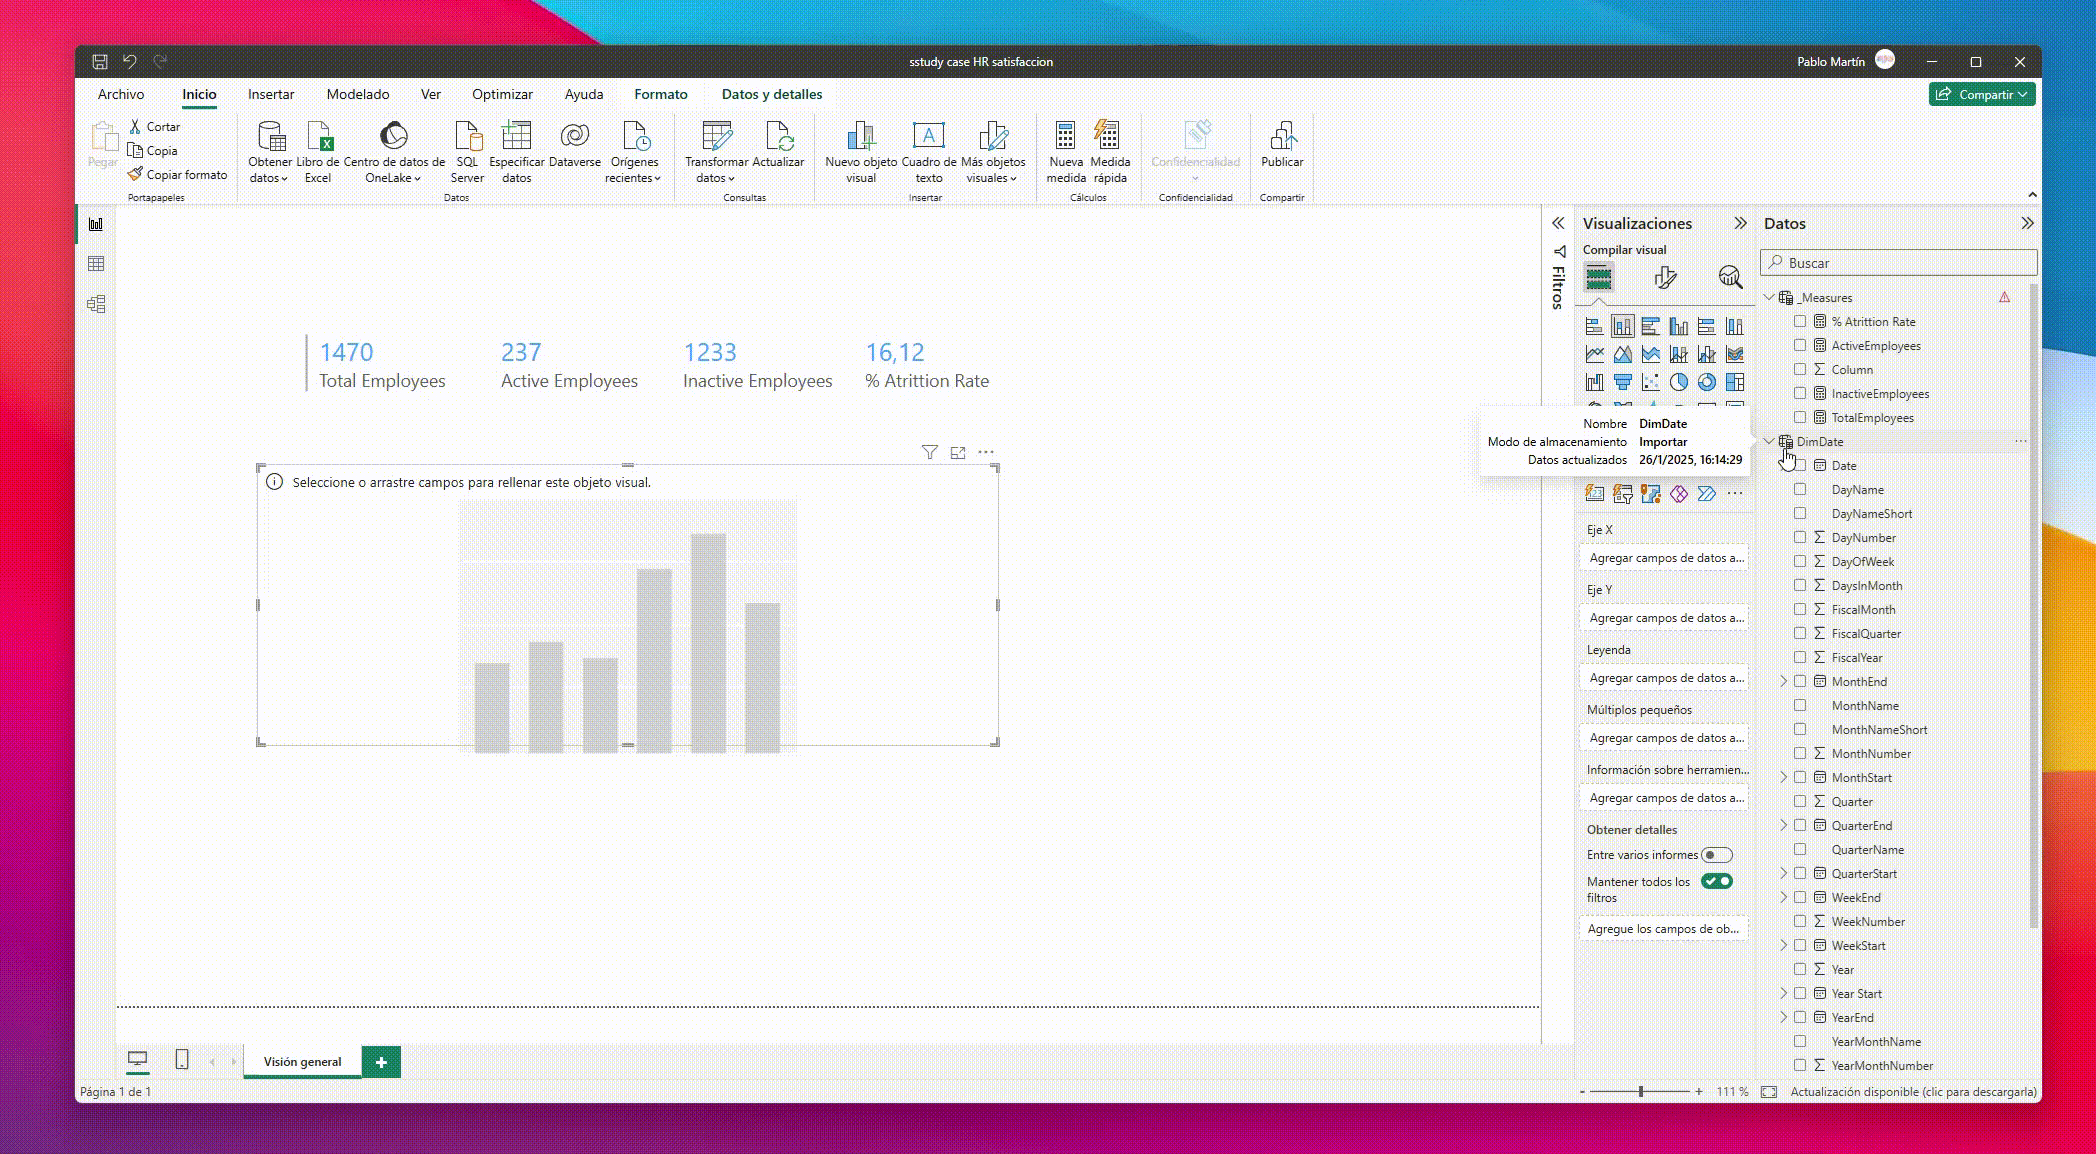 sstudy case HR satisfaccion
Pablo Martín
Archivo
Inicio
Insertar
Modelado
Ver
Optimizar
Ayuda
Formato
Datos y detalles
Compartir
Pegar
Cortar
Copia
Copiar formato
Portapapeles
Obtener datos
Libro de Excel
Centro de datos de OneLake
SQL Server
Especificar datos
Dataverse
Orígenes recientes
Datos
Transformar datos
Actualizar
Consultas
Nuevo objeto visual
Cuadro de texto
Más objetos visuales
Insertar
Nueva medida
Medida rápida
Cálculos
Confidencialidad
Confidencialidad
Publicar
Compartir
1470
Total Employees
237
Active Employees
1233
Inactive Employees
16,12
% Atrittion Rate
Seleccione o arrastre campos para rellenar este objeto visual.
Filtros
Visualizaciones
Compilar visual
Nombre DimDate
Modo de almacenamiento Importar
Datos actualizados 26/1/2025, 16:14:29
Eje X
Agregar campos de datos a...
Eje Y
Agregar campos de datos a...
Leyenda
Agregar campos de datos a...
Múltiplos pequeños
Agregar campos de datos a...
Información sobre herramien...
Agregar campos de datos a...
Obtener detalles
Entre varios informes
Mantener todos los
filtros
Agregue los campos de ob...
Datos
Buscar
_Measures
% Atrittion Rate
ActiveEmployees
Column
InactiveEmployees
TotalEmployees
DimDate
Date
DayName
DayNameShort
DayNumber
DayOfWeek
DaysInMonth
FiscalMonth
FiscalQuarter
FiscalYear
MonthEnd
MonthName
MonthNameShort
MonthNumber
MonthStart
Quarter
QuarterEnd
QuarterName
QuarterStart
WeekEnd
WeekNumber
WeekStart
Year
Year Start
YearEnd
YearMonthName
YearMonthNumber
Visión general
Página 1 de 1
111 %
Actualización disponible (clic para descargarla)